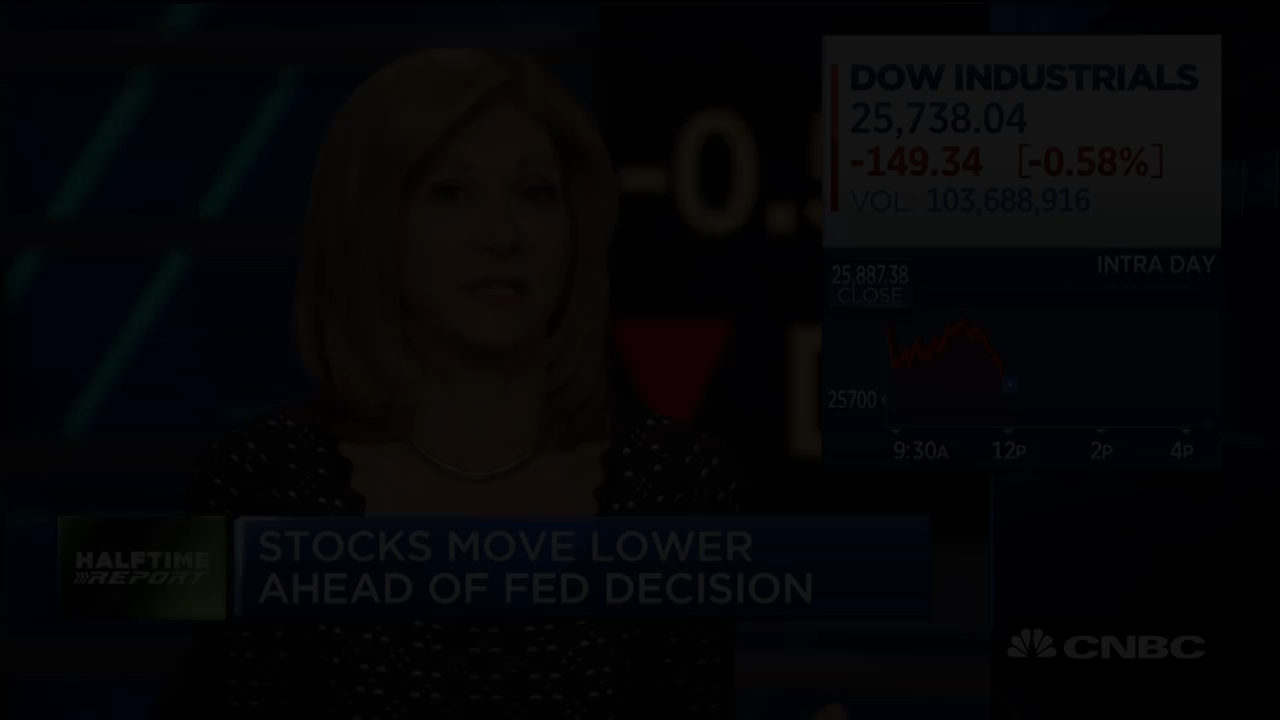 DOW INDUSTRIALS
25,738.04
-149.34 [-0.58%]
VOL: 103,688,916
-0.
INTRA DAY
25,887.38
CLOSE
25700
9:30A 12P 2P 4P
HALFTIME
REPORT
STOCKS MOVE LOWER
AHEAD OF FED DECISION
CNBC